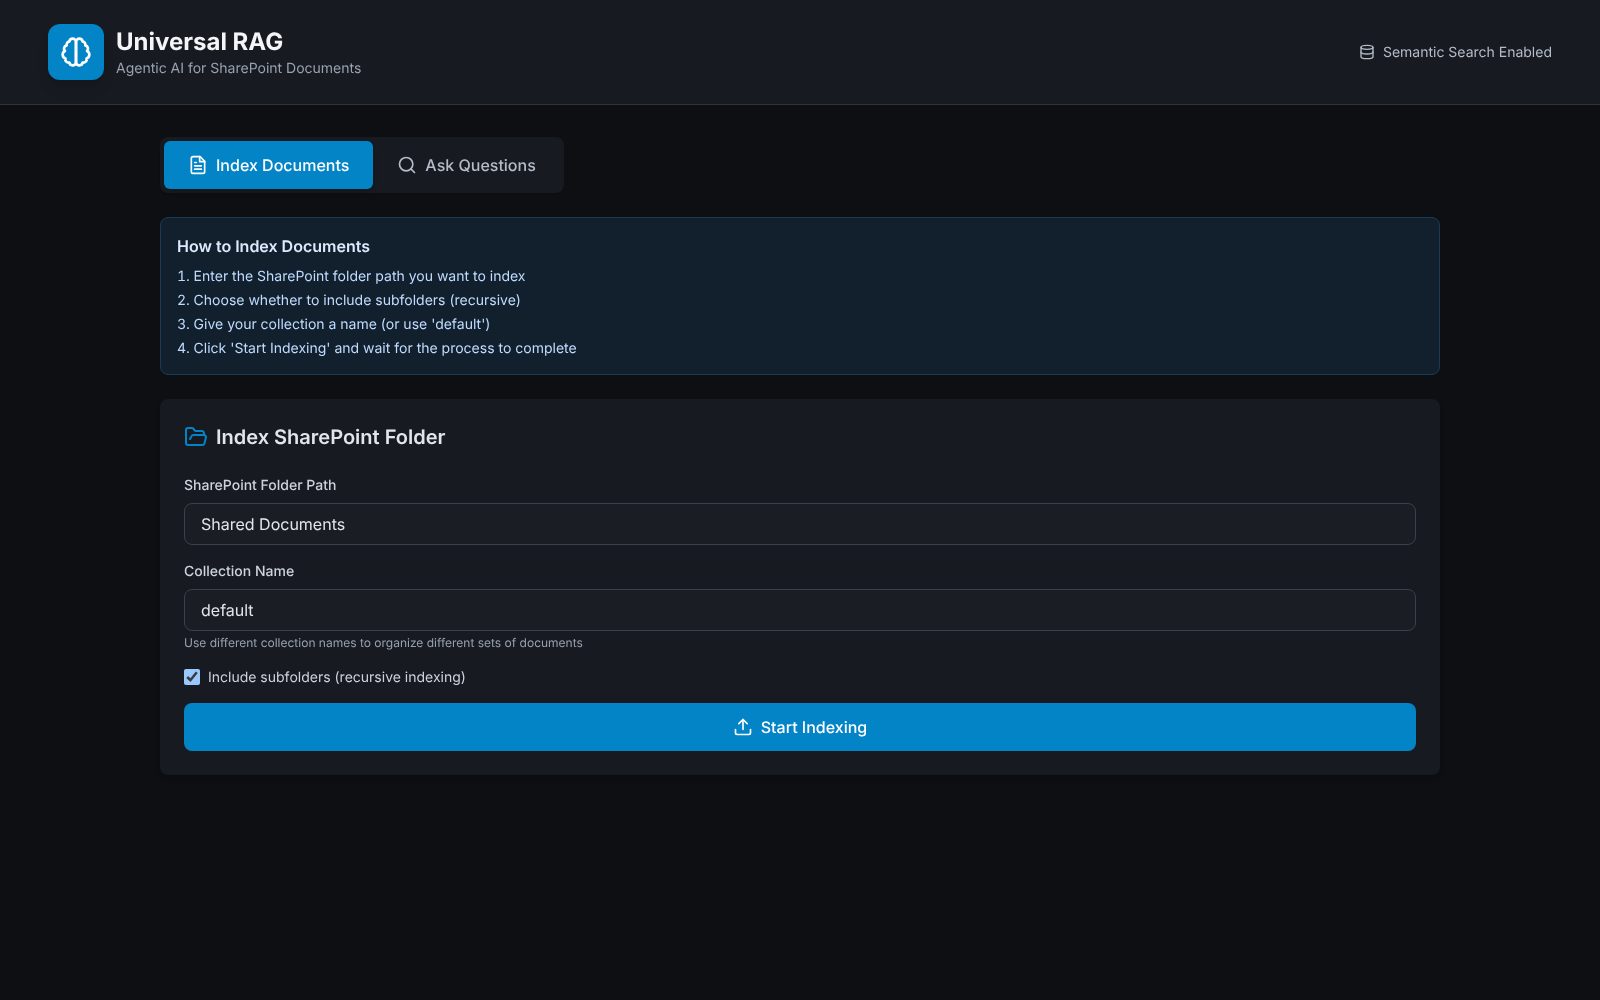 Universal RAG
Agentic AI for SharePoint Documents
Semantic Search Enabled
Index Documents
Ask Questions
How to Index Documents
1. Enter the SharePoint folder path you want to index
2. Choose whether to include subfolders (recursive)
3. Give your collection a name (or use 'default')
4. Click 'Start Indexing' and wait for the process to complete
Index SharePoint Folder
SharePoint Folder Path
Shared Documents
Collection Name
default
Use different collection names to organize different sets of documents
Include subfolders (recursive indexing)
Start Indexing